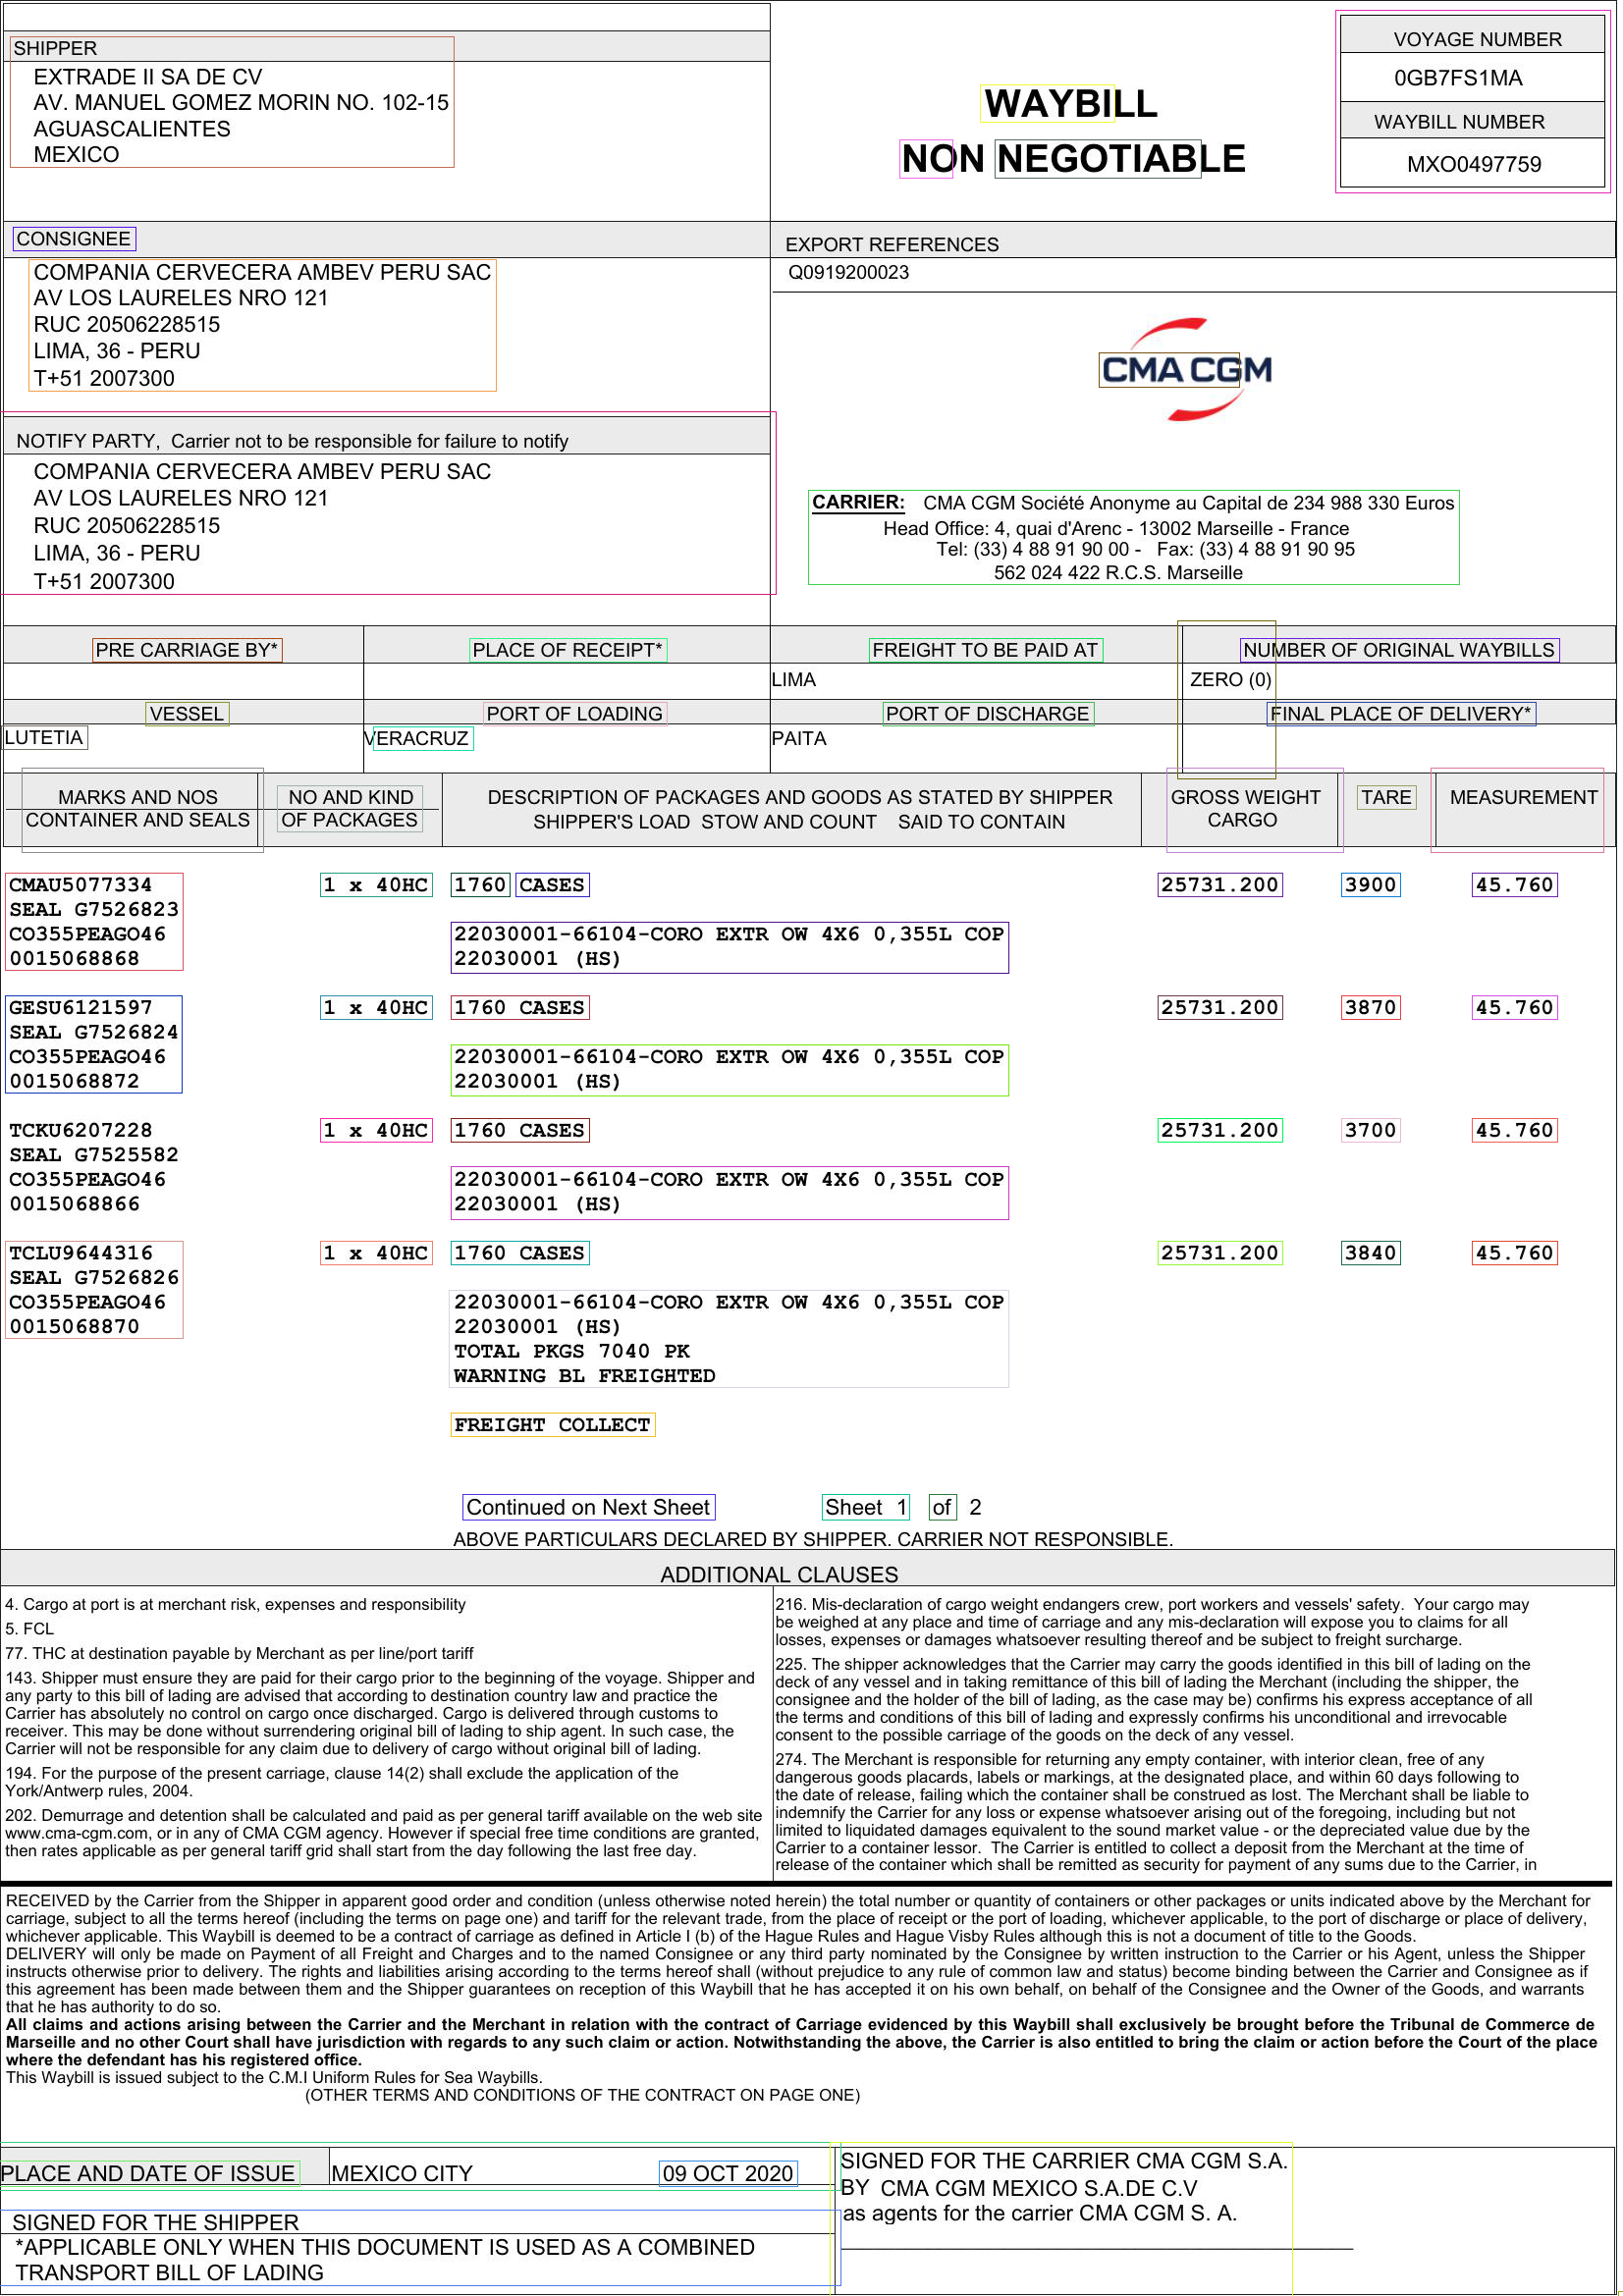 SHIPPER
EXTRADE II SA DE CV
AV. MANUEL GOMEZ MORIN NO. 102-15
AGUASCALIENTES
MEXICO
WAYBILL
NON NEGOTIABLE
VOYAGE NUMBER
0GB7FS1MA
WAYBILL NUMBER
MXO0497759
CONSIGNEE
COMPANIA CERVECERA AMBEV PERU SAC
AV LOS LAURELES NRO 121
RUC 20506228515
LIMA, 36 - PERU
T+51 2007300
EXPORT REFERENCES
Q0919200023
CMA CGM
NOTIFY PARTY, Carrier not to be responsible for failure to notify
COMPANIA CERVECERA AMBEV PERU SAC
AV LOS LAURELES NRO 121
RUC 20506228515
LIMA, 36 - PERU
T+51 2007300
CARRIER: CMA CGM Société Anonyme au Capital de 234 988 330 Euros
Head Office: 4, quai d'Arenc - 13002 Marseille - France
Tel: (33) 4 88 91 90 00 - Fax: (33) 4 88 91 90 95
562 024 422 R.C.S. Marseille
PRE CARRIAGE BY* PLACE OF RECEIPT* FREIGHT TO BE PAID AT NUMBER OF ORIGINAL WAYBILLS
LIMA ZERO (0)
VESSEL PORT OF LOADING PORT OF DISCHARGE FINAL PLACE OF DELIVERY*
LUTETIA VERACRUZ PAITA
MARKS AND NOS NO AND KIND DESCRIPTION OF PACKAGES AND GOODS AS STATED BY SHIPPER GROSS WEIGHT TARE MEASUREMENT
CONTAINER AND SEALS OF PACKAGES SHIPPER'S LOAD STOW AND COUNT SAID TO CONTAIN CARGO
CMAU5077334 1 x 40HC 1760 CASES 25731.200 3900 45.760
SEAL G7526823
CO355PEAGO46 22030001-66104-CORO EXTR OW 4X6 0,355L COP
0015068868 22030001 (HS)
GESU6121597 1 x 40HC 1760 CASES 25731.200 3870 45.760
SEAL G7526824
CO355PEAGO46 22030001-66104-CORO EXTR OW 4X6 0,355L COP
0015068872 22030001 (HS)
TCKU6207228 1 x 40HC 1760 CASES 25731.200 3700 45.760
SEAL G7525582
CO355PEAGO46 22030001-66104-CORO EXTR OW 4X6 0,355L COP
0015068866 22030001 (HS)
TCLU9644316 1 x 40HC 1760 CASES 25731.200 3840 45.760
SEAL G7526826
CO355PEAGO46 22030001-66104-CORO EXTR OW 4X6 0,355L COP
0015068870 22030001 (HS)
TOTAL PKGS 7040 PK
WARNING BL FREIGHTED
FREIGHT COLLECT
Continued on Next Sheet Sheet 1 of 2
ABOVE PARTICULARS DECLARED BY SHIPPER. CARRIER NOT RESPONSIBLE.
ADDITIONAL CLAUSES
4. Cargo at port is at merchant risk, expenses and responsibility
5. FCL
77. THC at destination payable by Merchant as per line/port tariff
143. Shipper must ensure they are paid for their cargo prior to the beginning of the voyage. Shipper and
any party to this bill of lading are advised that according to destination country law and practice the
Carrier has absolutely no control on cargo once discharged. Cargo is delivered through customs to
receiver. This may be done without surrendering original bill of lading to ship agent. In such case, the
Carrier will not be responsible for any claim due to delivery of cargo without original bill of lading.
194. For the purpose of the present carriage, clause 14(2) shall exclude the application of the
York/Antwerp rules, 2004.
202. Demurrage and detention shall be calculated and paid as per general tariff available on the web site
www.cma-cgm.com, or in any of CMA CGM agency. However if special free time conditions are granted,
then rates applicable as per general tariff grid shall start from the day following the last free day.
216. Mis-declaration of cargo weight endangers crew, port workers and vessels' safety. Your cargo may
be weighed at any place and time of carriage and any mis-declaration will expose you to claims for all
losses, expenses or damages whatsoever resulting thereof and be subject to freight surcharge.
225. The shipper acknowledges that the Carrier may carry the goods identified in this bill of lading on the
deck of any vessel and in taking remittance of this bill of lading the Merchant (including the shipper, the
consignee and the holder of the bill of lading, as the case may be) confirms his express acceptance of all
the terms and conditions of this bill of lading and expressly confirms his unconditional and irrevocable
consent to the possible carriage of the goods on the deck of any vessel.
274. The Merchant is responsible for returning any empty container, with interior clean, free of any
dangerous goods placards, labels or markings, at the designated place, and within 60 days following to
the date of release, failing which the container shall be construed as lost. The Merchant shall be liable to
indemnify the Carrier for any loss or expense whatsoever arising out of the foregoing, including but not
limited to liquidated damages equivalent to the sound market value - or the depreciated value due by the
Carrier to a container lessor. The Carrier is entitled to collect a deposit from the Merchant at the time of
release of the container which shall be remitted as security for payment of any sums due to the Carrier, in
RECEIVED by the Carrier from the Shipper in apparent good order and condition (unless otherwise noted herein) the total number or quantity of containers or other packages or units indicated above by the Merchant for
carriage, subject to all the terms hereof (including the terms on page one) and tariff for the relevant trade, from the place of receipt or the port of loading, whichever applicable, to the port of discharge or place of delivery,
whichever applicable. This Waybill is deemed to be a contract of carriage as defined in Article I (b) of the Hague Rules and Hague Visby Rules although this is not a document of title to the Goods.
DELIVERY will only be made on Payment of all Freight and Charges and to the named Consignee or any third party nominated by the Consignee by written instruction to the Carrier or his Agent, unless the Shipper
instructs otherwise prior to delivery. The rights and liabilities arising according to the terms hereof shall (without prejudice to any rule of common law and status) become binding between the Carrier and Consignee as if
this agreement has been made between them and the Shipper guarantees on reception of this Waybill that he has accepted it on his own behalf, on behalf of the Consignee and the Owner of the Goods, and warrants
that he has authority to do so.
All claims and actions arising between the Carrier and the Merchant in relation with the contract of Carriage evidenced by this Waybill shall exclusively be brought before the Tribunal de Commerce de
Marseille and no other Court shall have jurisdiction with regards to any such claim or action. Notwithstanding the above, the Carrier is also entitled to bring the claim or action before the Court of the place
where the defendant has his registered office.
This Waybill is issued subject to the C.M.I Uniform Rules for Sea Waybills.
(OTHER TERMS AND CONDITIONS OF THE CONTRACT ON PAGE ONE)
PLACE AND DATE OF ISSUE MEXICO CITY 09 OCT 2020
SIGNED FOR THE SHIPPER
*APPLICABLE ONLY WHEN THIS DOCUMENT IS USED AS A COMBINED
TRANSPORT BILL OF LADING
SIGNED FOR THE CARRIER CMA CGM S.A.
BY CMA CGM MEXICO S.A.DE C.V
as agents for the carrier CMA CGM S. A.